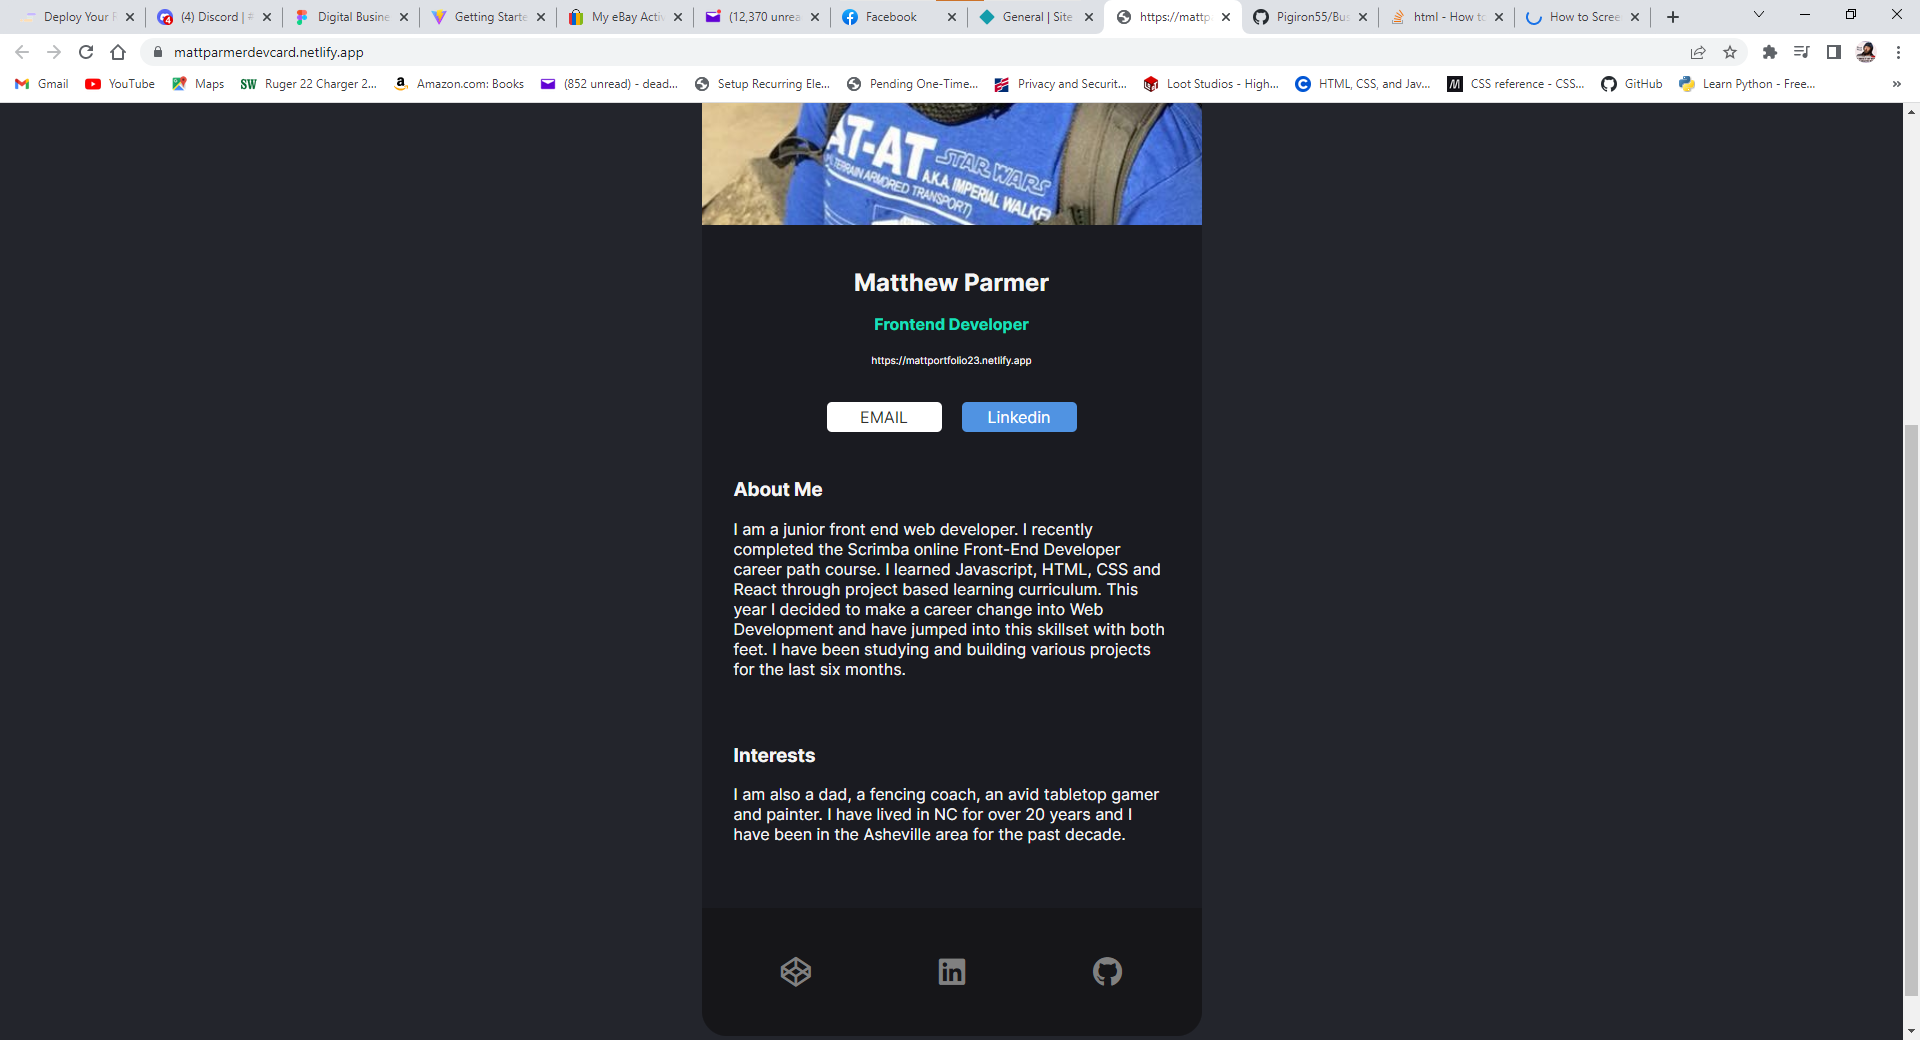 Deploy Your
(4) Discord | #
Digital Busine
Getting Starte
My eBay Activ
(12,370 unrea
Facebook
General | Site
https://mattp
Pigiron55/Bus
html - How to
How to Scree
mattparmerdevcard.netlify.app
Gmail
YouTube
Maps
SW Ruger 22 Charger 2...
Amazon.com: Books
(852 unread) - dead...
Setup Recurring Ele...
Pending One-Time...
Privacy and Securit...
Loot Studios - High...
HTML, CSS, and Jav...
CSS reference - CSS...
GitHub
Learn Python - Free...
AT-AT STAR WARS
TERRAIN ARMORED TRANSPORT) A.K.A. IMPERIAL WALKER
Matthew Parmer
Frontend Developer
https://mattportfolio23.netlify.app
EMAIL
Linkedin
About Me
I am a junior front end web developer. I recently
completed the Scrimba online Front-End Developer
career path course. I learned Javascript, HTML, CSS and
React through project based learning curriculum. This
year I decided to make a career change into Web
Development and have jumped into this skillset with both
feet. I have been studying and building various projects
for the last six months.
Interests
I am also a dad, a fencing coach, an avid tabletop gamer
and painter. I have lived in NC for over 20 years and I
have been in the Asheville area for the past decade.
in